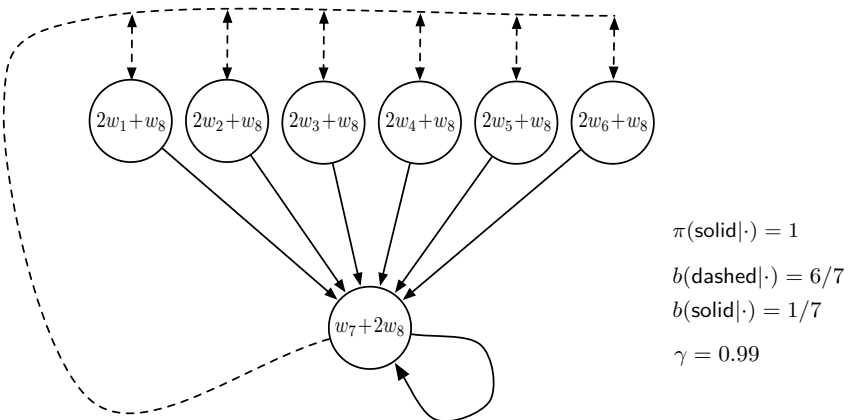 2w₁+w₈ 2w₂+w₈ 2w₃+w₈ 2w₄+w₈ 2w₅+w₈ 2w₆+w₈
π(solid|·) = 1
b(dashed|·) = 6/7
b(solid|·) = 1/7
w₇+2w₈
γ = 0.99